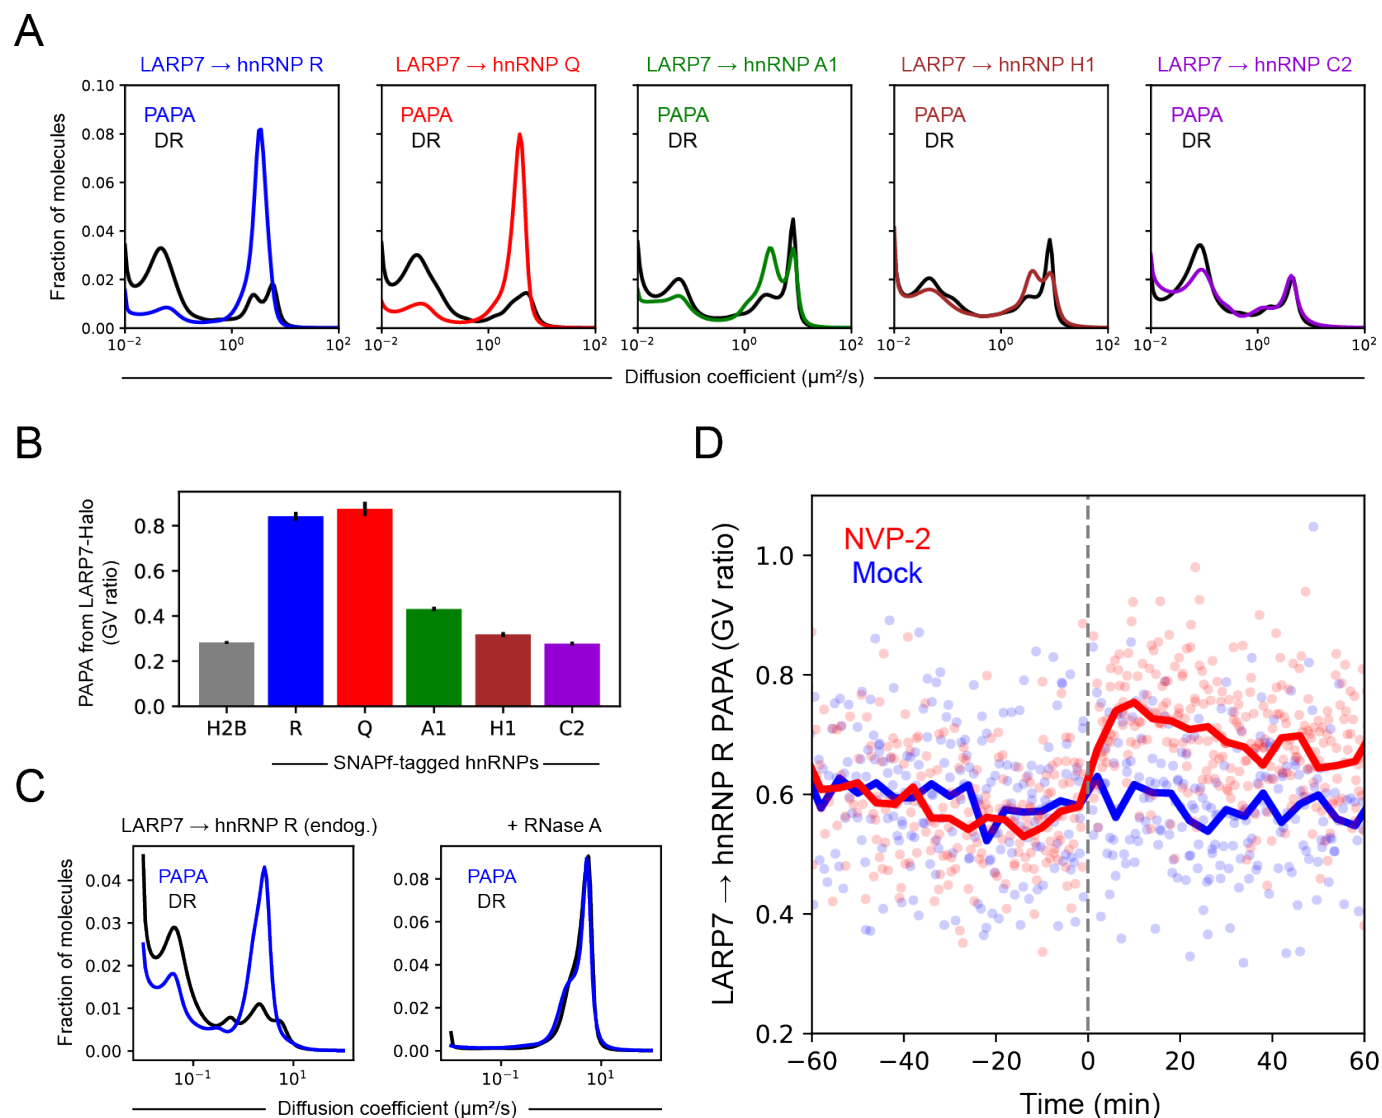 A
LARP7 → hnRNP R
LARP7 → hnRNP Q
LARP7 → hnRNP A1
LARP7 → hnRNP H1
LARP7 → hnRNP C2
Fraction of molecules
0.10
0.08
0.06
0.04
0.02
0.00
PAPA
DR
PAPA
DR
PAPA
DR
PAPA
DR
PAPA
DR
10⁻² 10⁰ 10²
10⁻² 10⁰ 10²
10⁻² 10⁰ 10²
10⁻² 10⁰ 10²
10⁻² 10⁰ 10²
Diffusion coefficient (µm²/s)
B
PAPA from LARP7-Halo
(GV ratio)
0.8
0.6
0.4
0.2
0.0
H2B R Q A1 H1 C2
SNAPf-tagged hnRNPs
C
LARP7 → hnRNP R (endog.)
Fraction of molecules
0.04
0.03
0.02
0.01
0.00
PAPA
DR
10⁻¹ 10¹
+ RNase A
0.08
0.06
0.04
0.02
0.00
PAPA
DR
10⁻¹ 10¹
Diffusion coefficient (µm²/s)
D
LARP7 → hnRNP R PAPA (GV ratio)
1.0
0.8
0.6
0.4
0.2
NVP-2
Mock
−60 −40 −20 0 20 40 60
Time (min)